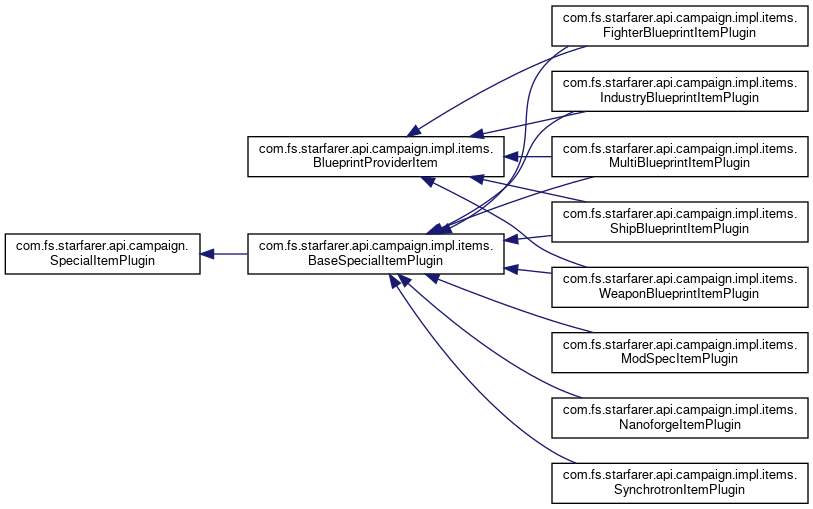 com.fs.starfarer.api.campaign.impl.items.
FighterBlueprintItemPlugin
com.fs.starfarer.api.campaign.impl.items.
IndustryBlueprintItemPlugin
com.fs.starfarer.api.campaign.impl.items.
BlueprintProviderItem
com.fs.starfarer.api.campaign.impl.items.
MultiBlueprintItemPlugin
com.fs.starfarer.api.campaign.impl.items.
ShipBlueprintItemPlugin
com.fs.starfarer.api.campaign.
SpecialItemPlugin
com.fs.starfarer.api.campaign.impl.items.
BaseSpecialItemPlugin
com.fs.starfarer.api.campaign.impl.items.
WeaponBlueprintItemPlugin
com.fs.starfarer.api.campaign.impl.items.
ModSpecItemPlugin
com.fs.starfarer.api.campaign.impl.items.
NanoforgeItemPlugin
com.fs.starfarer.api.campaign.impl.items.
SynchrotronItemPlugin